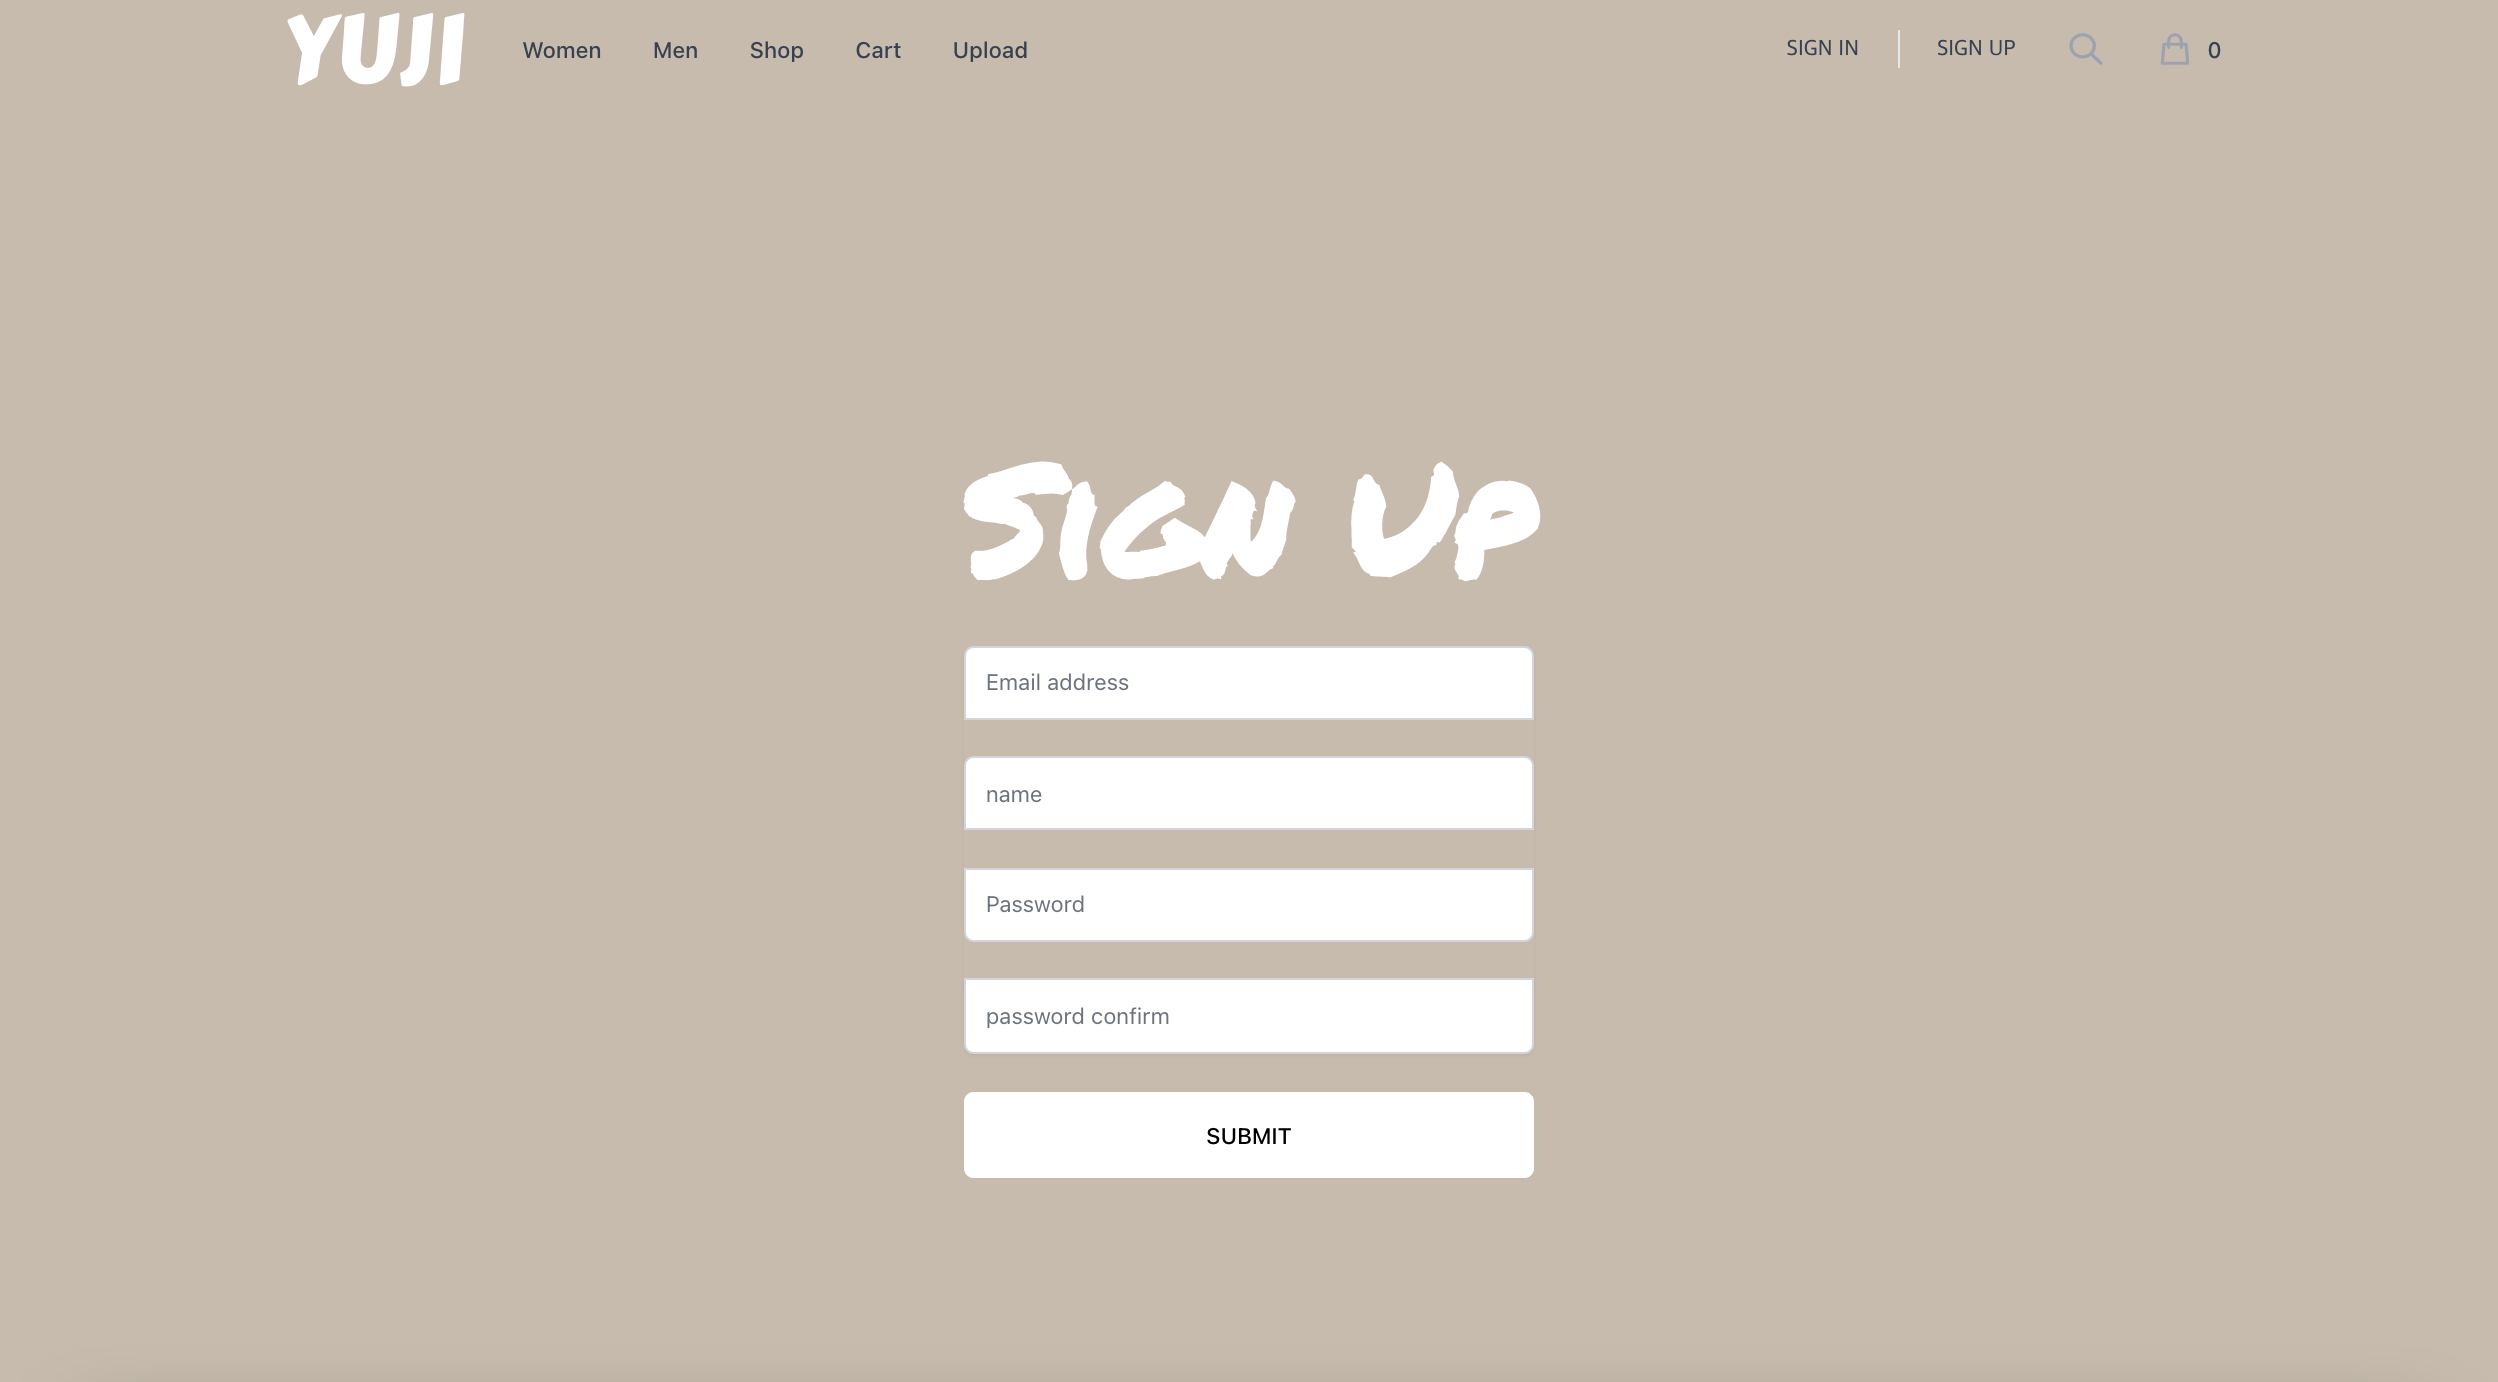 YUJI
Women Men Shop Cart Upload SIGN IN SIGN UP 0
SIGN UP
Email address
name
Password
password confirm
SUBMIT